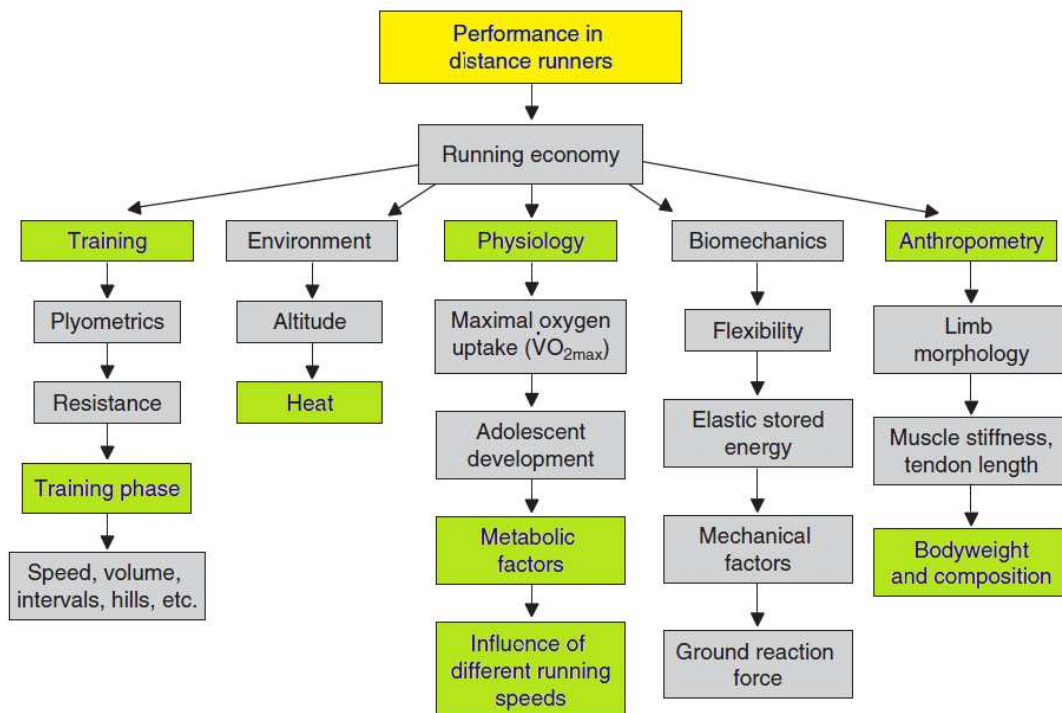 Performance in
distance runners
Running economy
Training
Plyometrics
Resistance
Training phase
Speed, volume,
intervals, hills, etc.
Environment
Altitude
Heat
Physiology
Maximal oxygen
uptake (V̇O2max)
Adolescent
development
Metabolic
factors
Influence of
different running
speeds
Biomechanics
Flexibility
Elastic stored
energy
Mechanical
factors
Ground reaction
force
Anthropometry
Limb
morphology
Muscle stiffness,
tendon length
Bodyweight
and composition